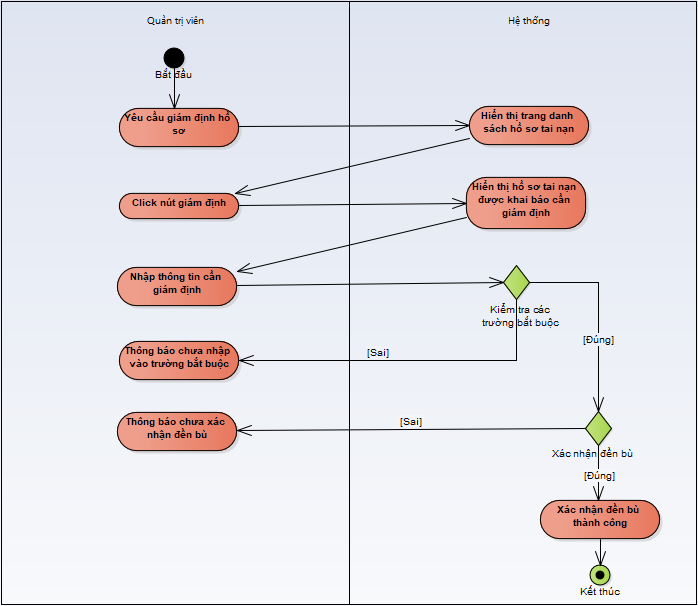 Quản trị viên
Hệ thống
Bắt đầu
Yêu cầu giám định hồ
sơ
Hiển thị trang danh
sách hồ sơ tai nạn
Click nút giám định
Hiển thị hồ sơ tai nạn
được khai báo cần
giám định
Nhập thông tin cần
giám định
Kiểm tra các
trường bắt buộc
[Đúng]
Thông báo chưa nhập
vào trường bắt buộc
[Sai]
Thông báo chưa xác
nhận đền bù
[Sai]
Xác nhận đền bù
[Đúng]
Xác nhận đền bù
thành công
Kết thúc